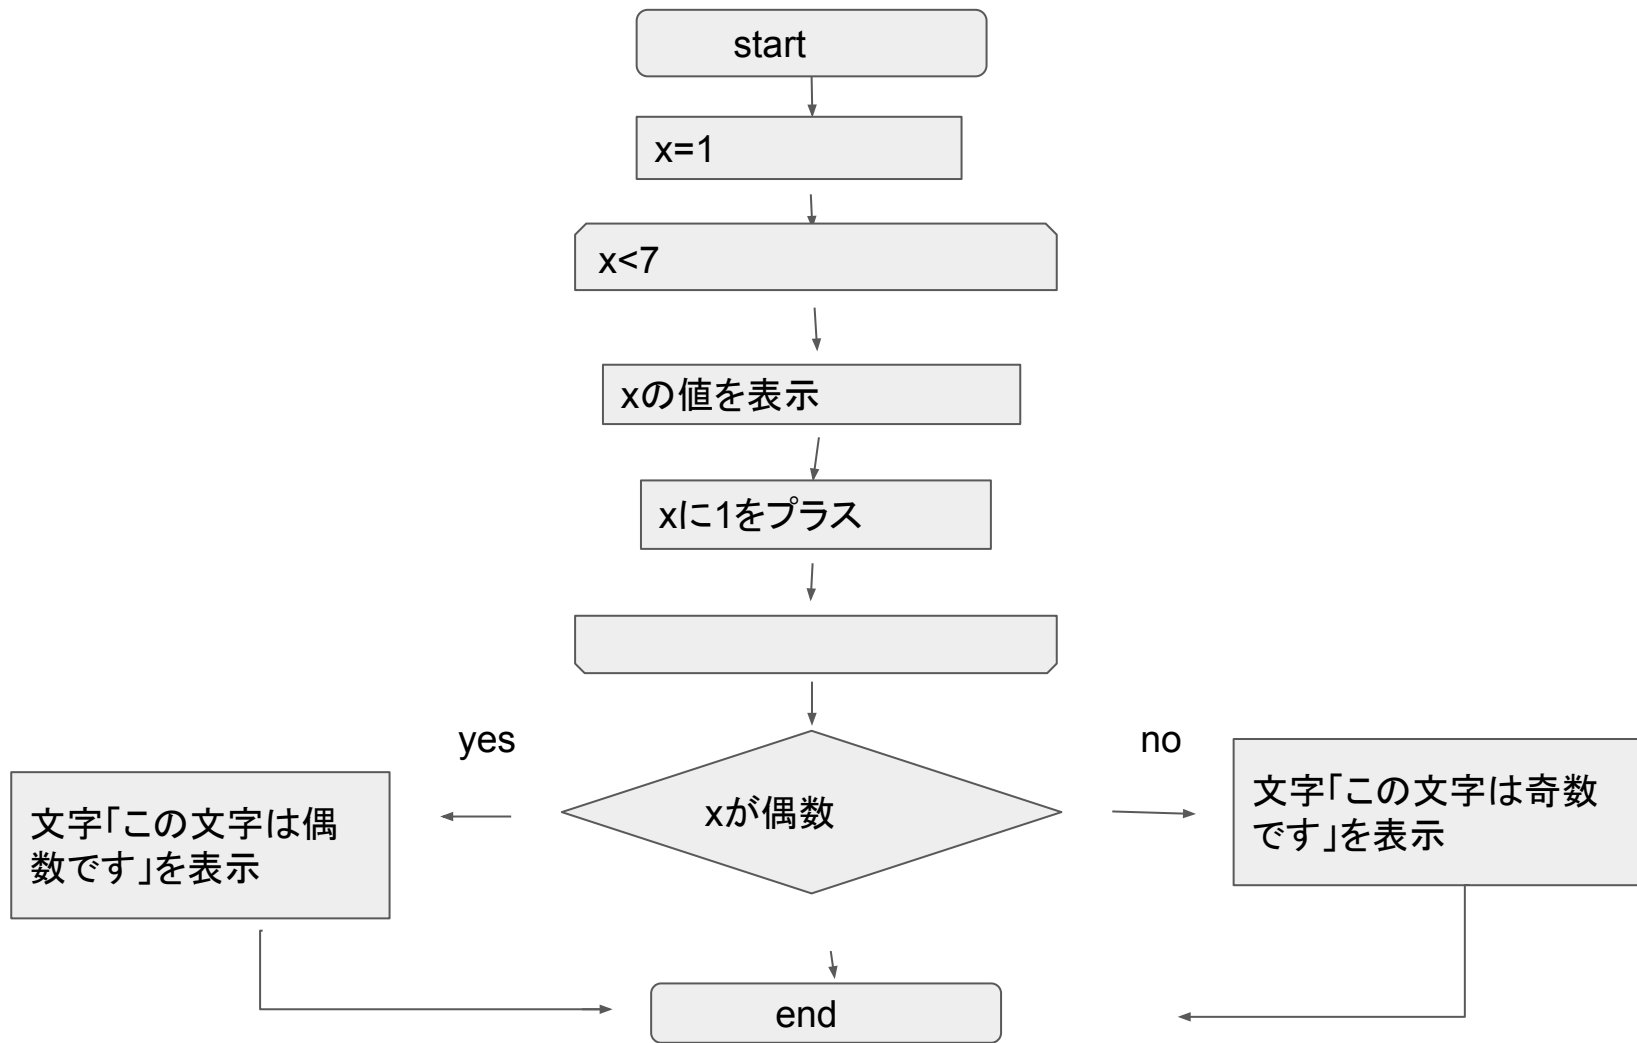 start
x=1
x<7
xの値を表示
xに1をプラス
yes
no
xが偶数
文字「この文字は偶
数です」を表示
文字「この文字は奇数
です」を表示
end